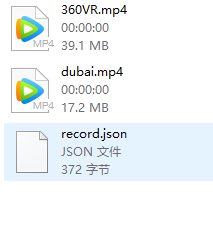 360VR.mp4
00:00:00
MP4
39.1 MB
dubai.mp4
00:00:00
MP4
17.2 MB
record.json
JSON 文件
372 字节